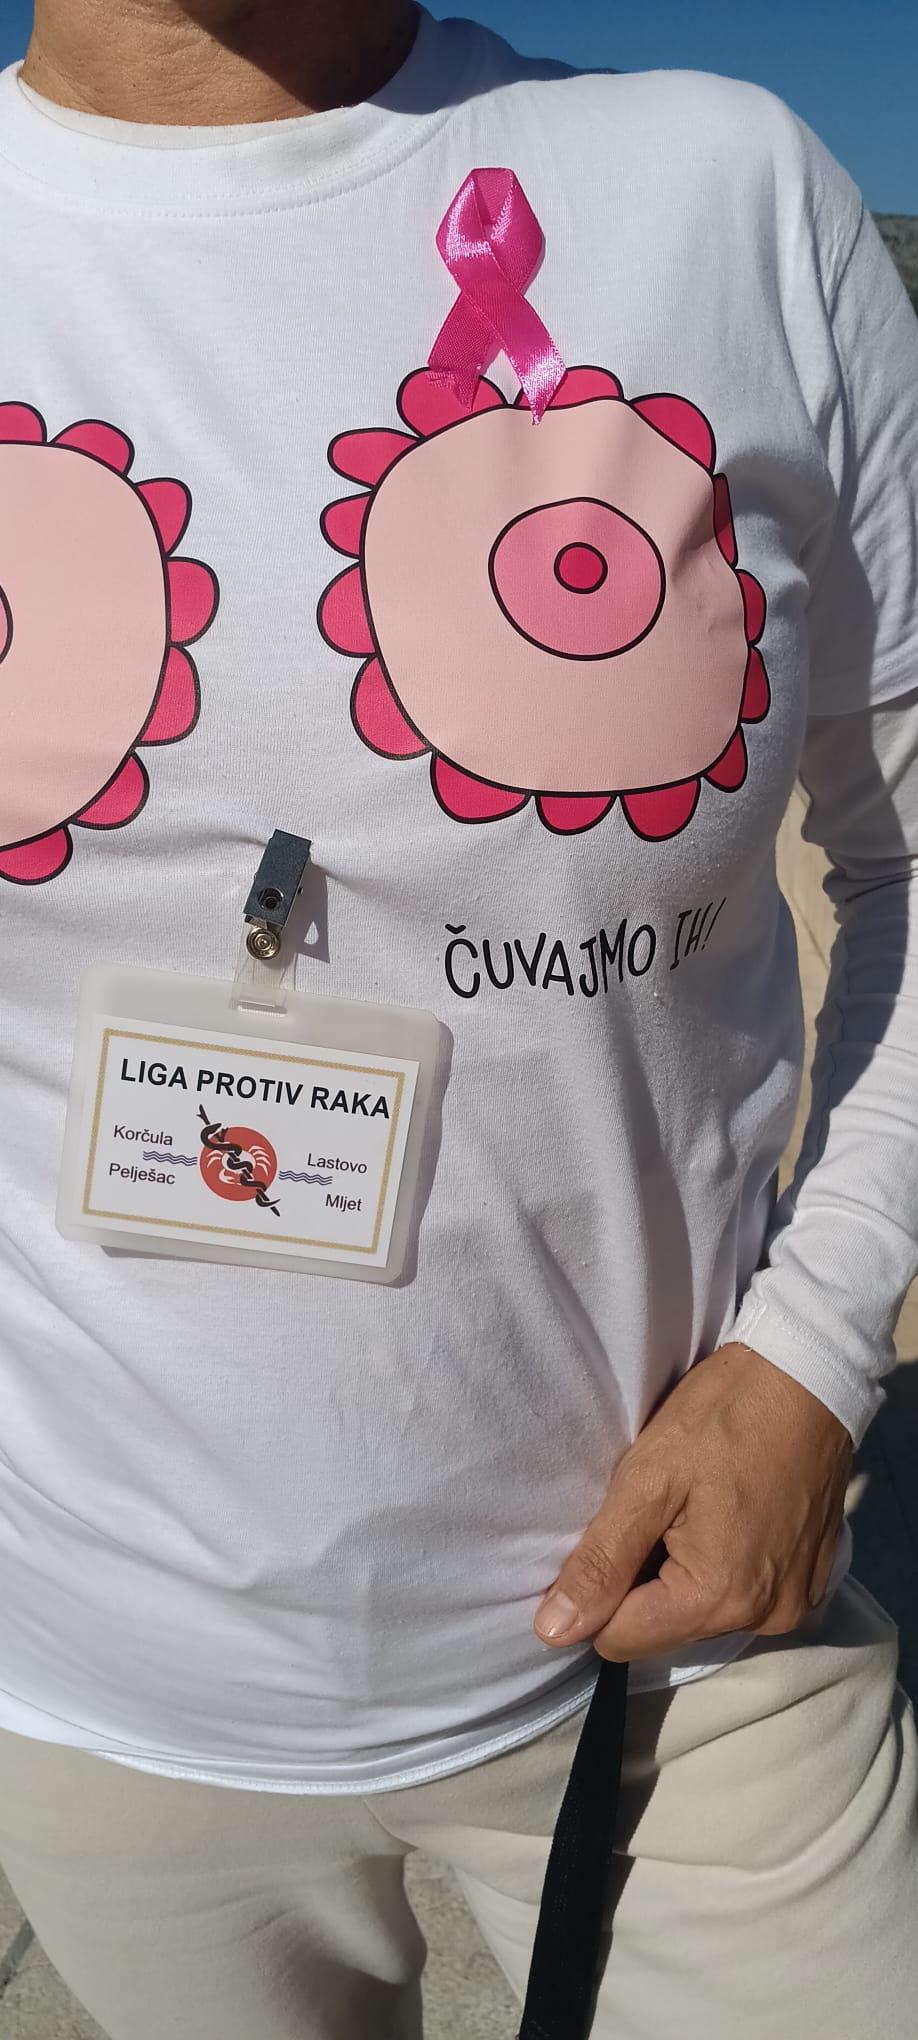 ČUVAJMO IH!
LIGA PROTIV RAKA
Korčula
Pelješac
Lastovo
Mljet